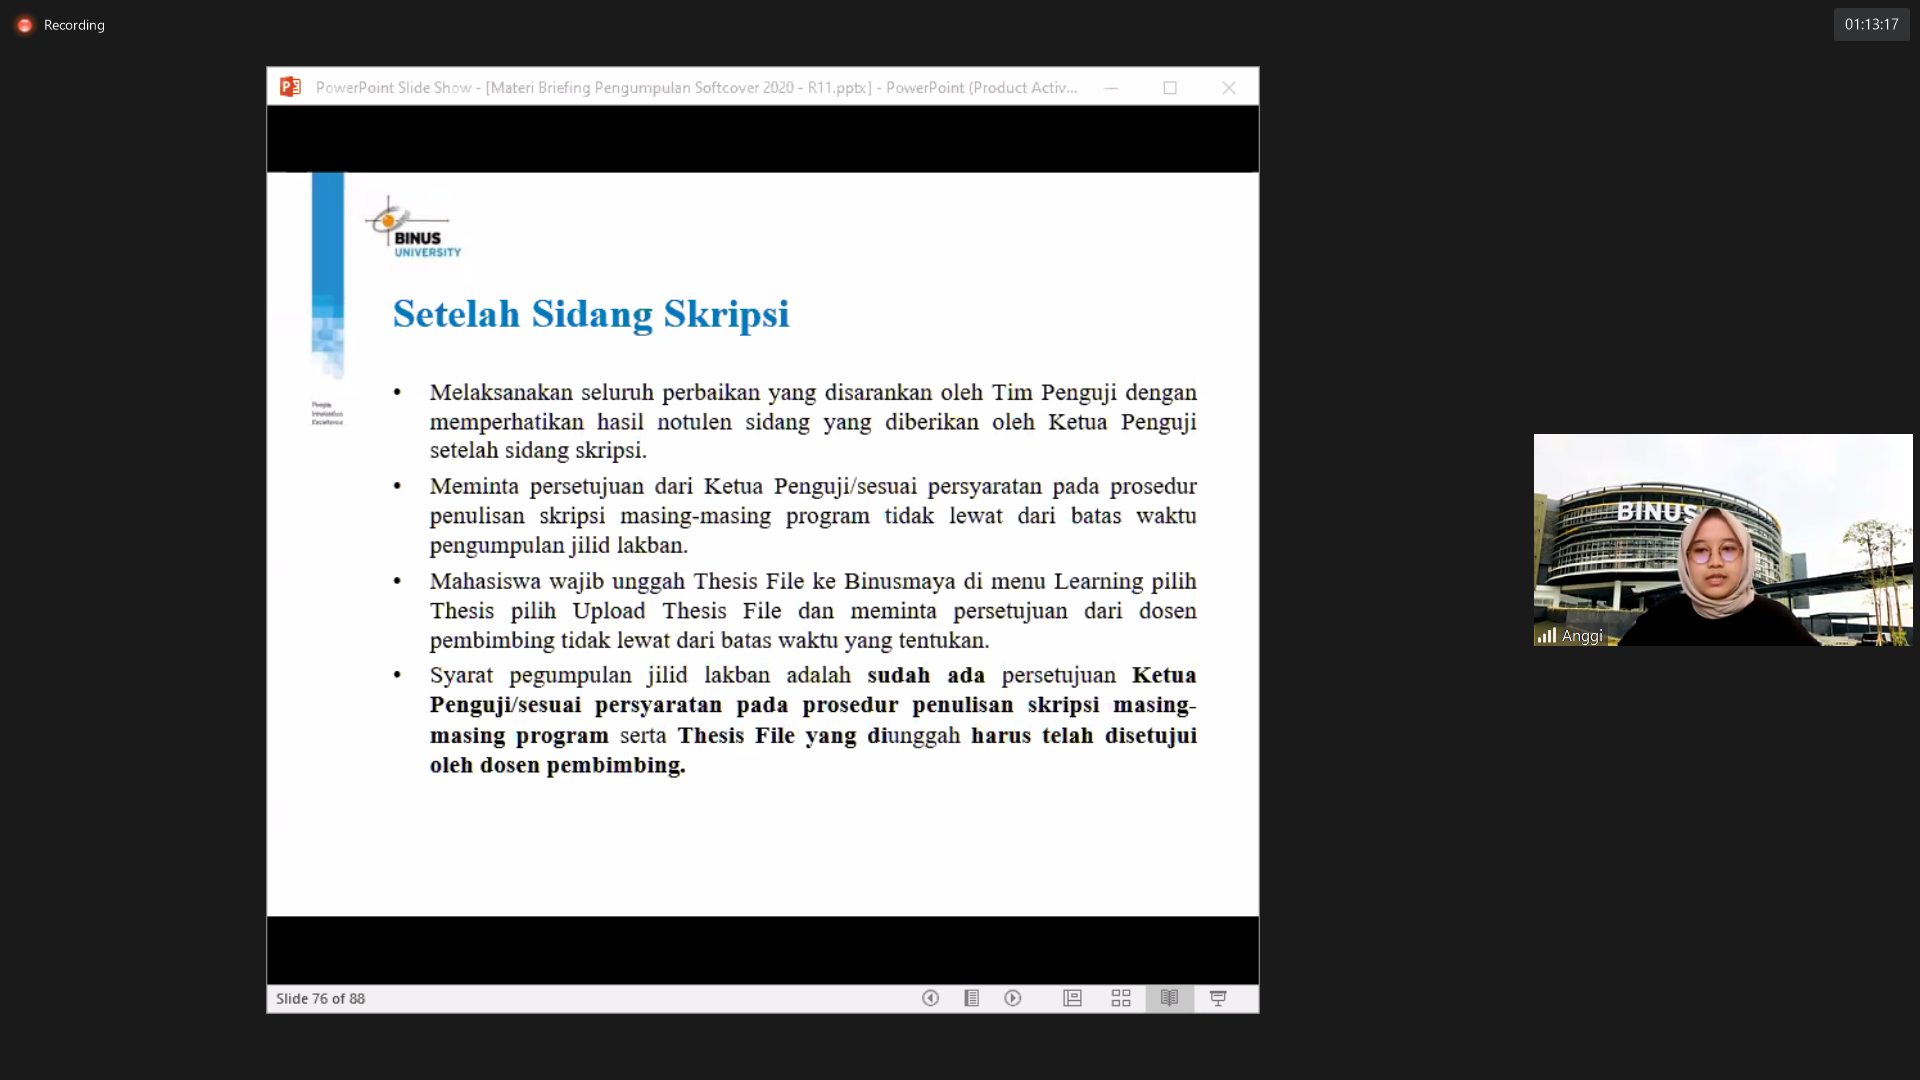 Recording
01:13:17
PowerPoint Slide Show - [Materi Briefing Pengumpulan Softcover 2020 - R11.pptx] - PowerPoint (Product Activ...
BINUS
UNIVERSITY
Setelah Sidang Skripsi
People
Innovation
Excellence
• Melaksanakan seluruh perbaikan yang disarankan oleh Tim Penguji dengan
memperhatikan hasil notulen sidang yang diberikan oleh Ketua Penguji
setelah sidang skripsi.
• Meminta persetujuan dari Ketua Penguji/sesuai persyaratan pada prosedur
penulisan skripsi masing-masing program tidak lewat dari batas waktu
pengumpulan jilid lakban.
• Mahasiswa wajib unggah Thesis File ke Binusmaya di menu Learning pilih
Thesis pilih Upload Thesis File dan meminta persetujuan dari dosen
pembimbing tidak lewat dari batas waktu yang tentukan.
• Syarat pegumpulan jilid lakban adalah sudah ada persetujuan Ketua
Penguji/sesuai persyaratan pada prosedur penulisan skripsi masing-
masing program serta Thesis File yang diunggah harus telah disetujui
oleh dosen pembimbing.
BINUS
Anggi
Slide 76 of 88